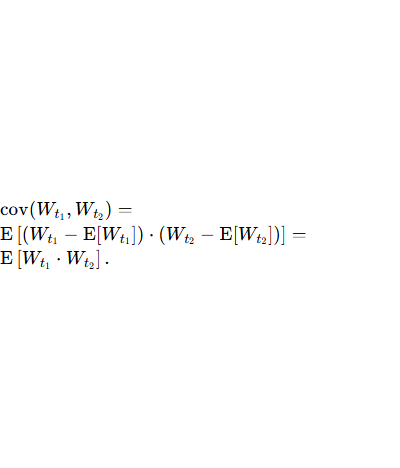 cov(W_{t_1}, W_{t_2}) =
E [(W_{t_1} − E[W_{t_1}]) · (W_{t_2} − E[W_{t_2}])] =
E [W_{t_1} · W_{t_2}] .